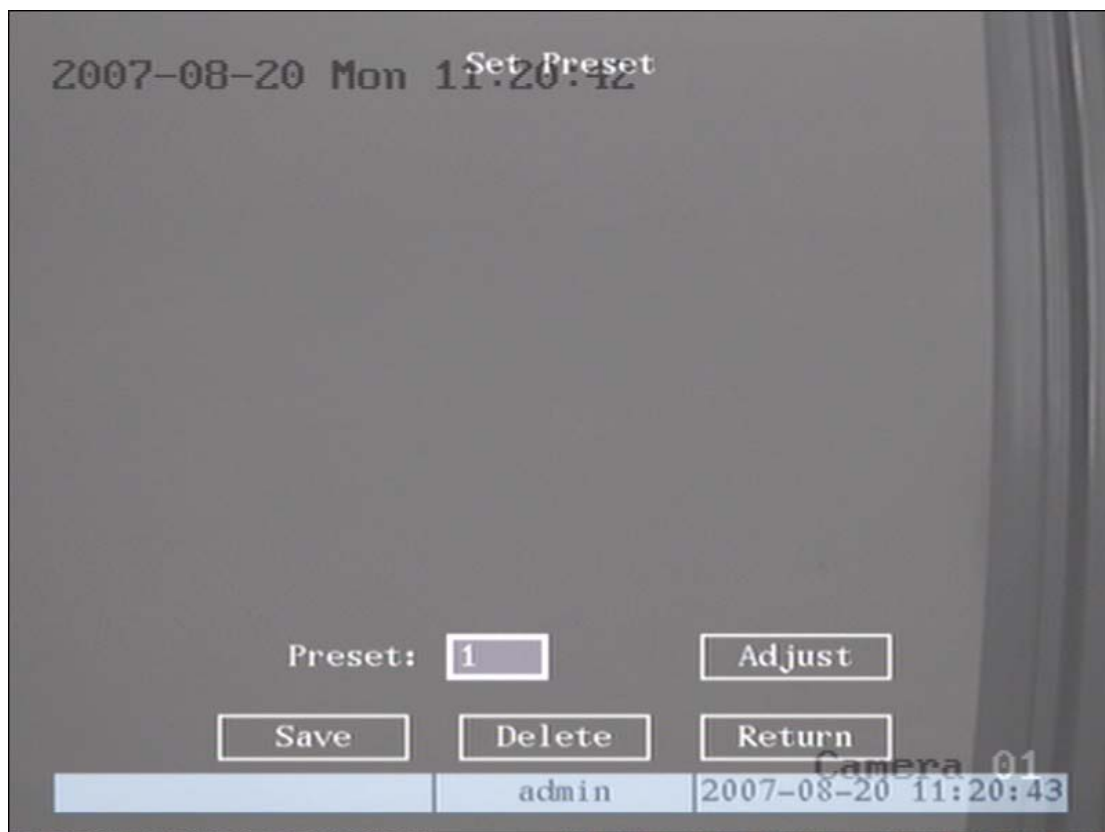 Set Preset
2007-08-20 Mon 11:20:42
Preset: 1 Adjust
Save Delete Return
Camera 01
admin 2007-08-20 11:20:43